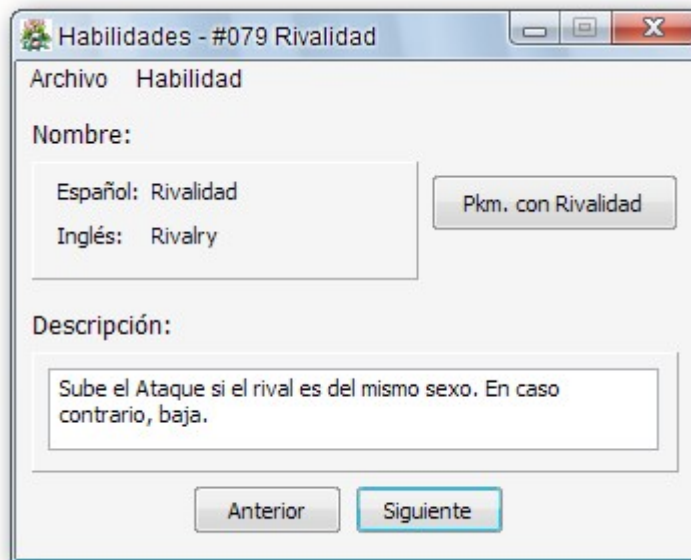 Habilidades - #079 Rivalidad
Archivo Habilidad
Nombre:
Español: Rivalidad
Inglés: Rivalry
Pkm. con Rivalidad
Descripción:
Sube el Ataque si el rival es del mismo sexo. En caso
contrario, baja.
Anterior Siguiente